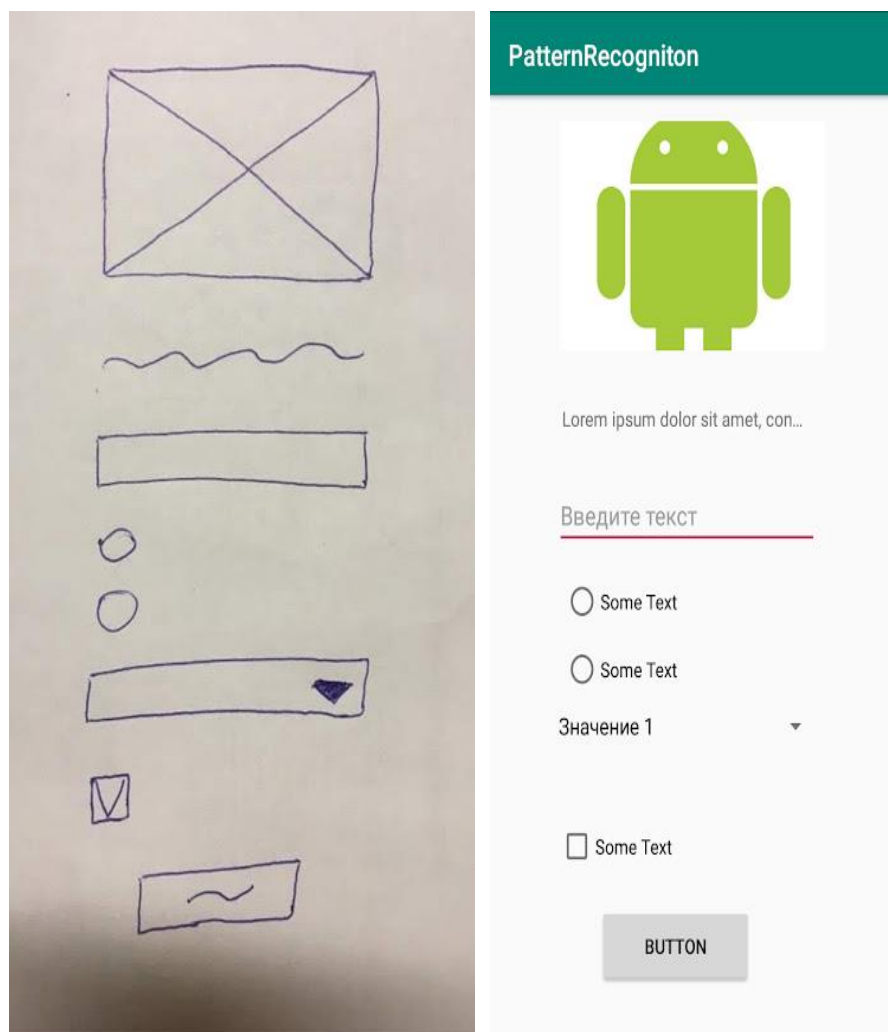 PatternRecogniton
Lorem ipsum dolor sit amet, con...
Введите текст
Some Text
Some Text
Значение 1
Some Text
BUTTON